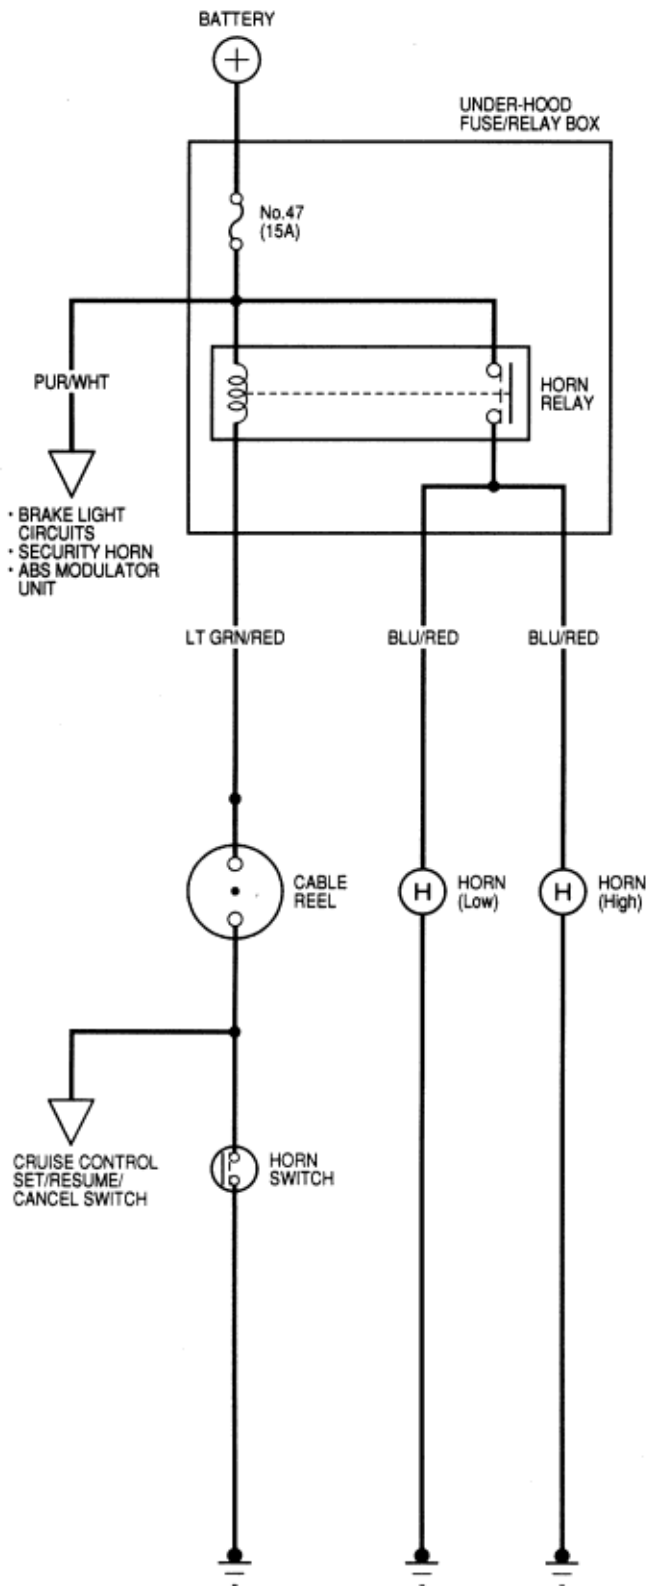 BATTERY
+
UNDER-HOOD
FUSE/RELAY BOX
No.47
(15A)
PUR/WHT
HORN
RELAY
· BRAKE LIGHT
CIRCUITS
· SECURITY HORN
· ABS MODULATOR
UNIT
LT GRN/RED
BLU/RED
BLU/RED
CABLE
REEL
H
HORN
(Low)
H
HORN
(High)
CRUISE CONTROL
SET/RESUME/
CANCEL SWITCH
HORN
SWITCH